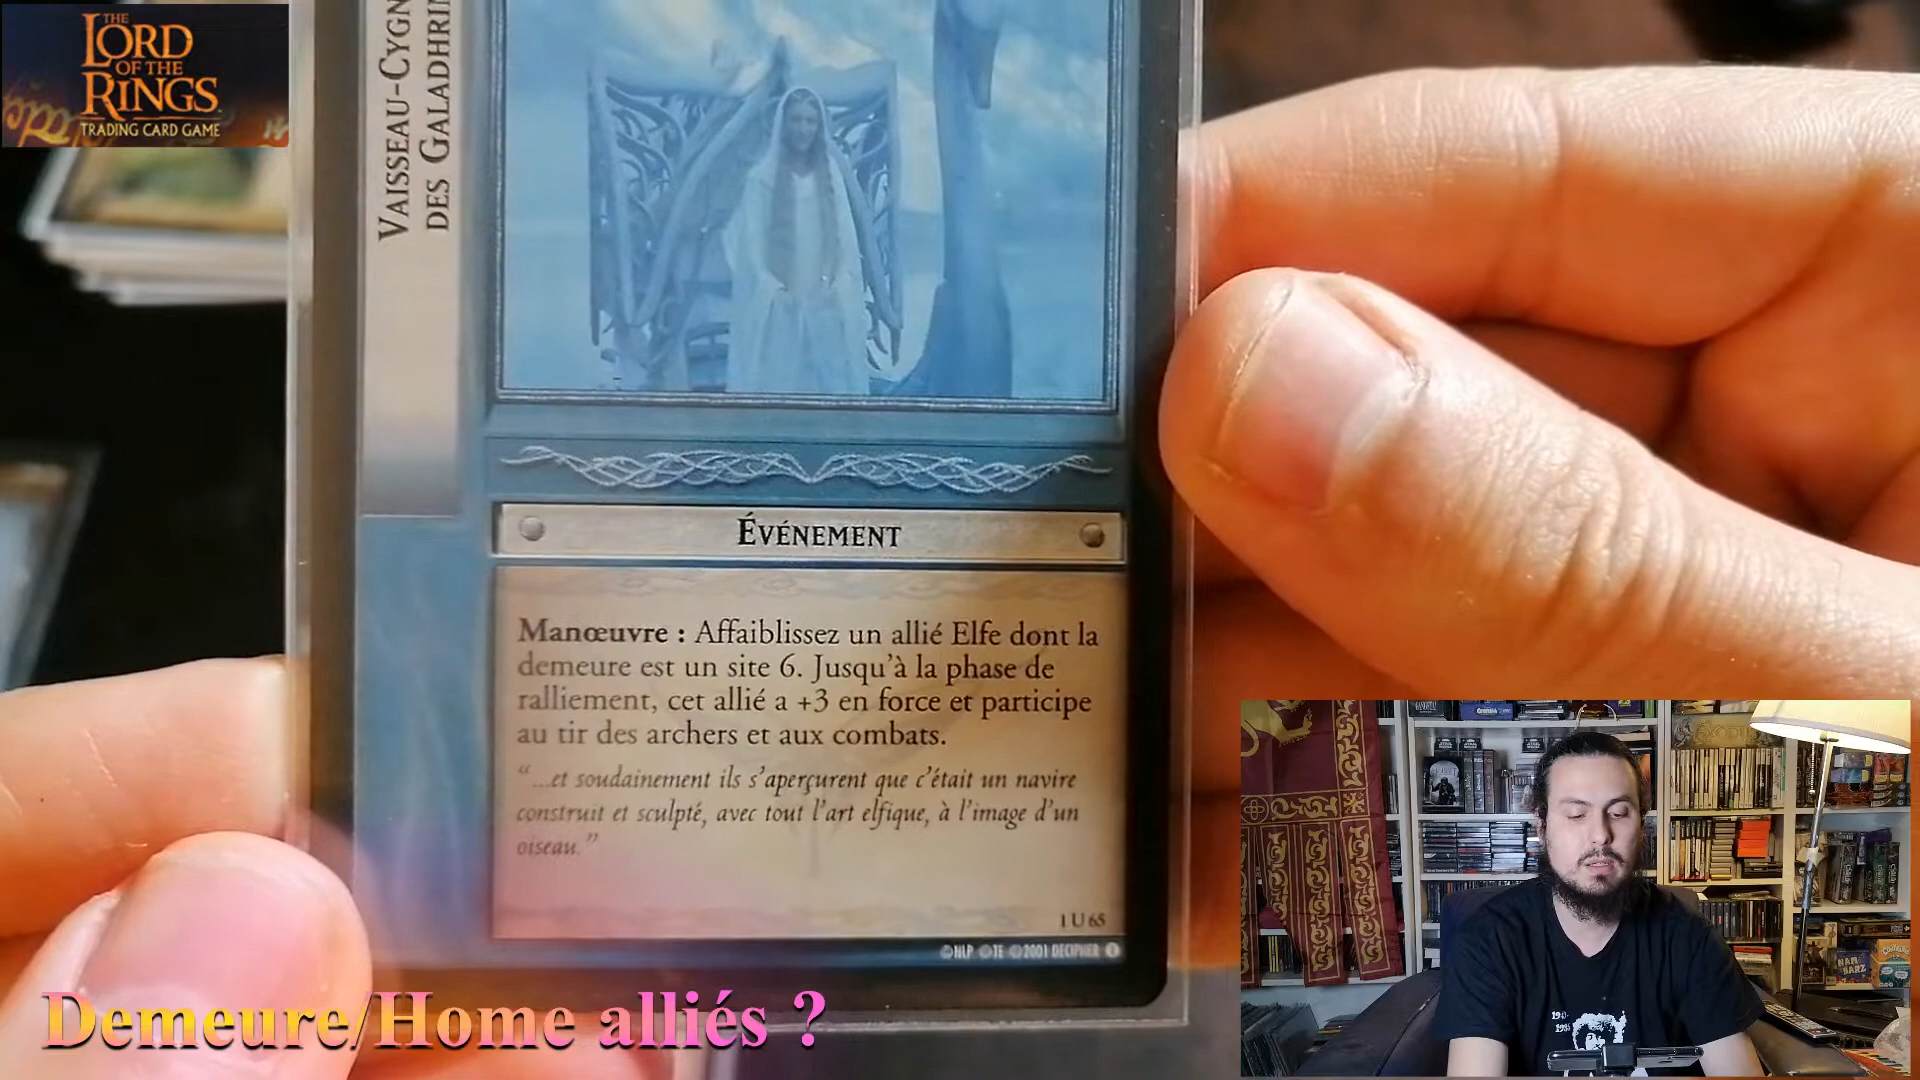 THE
LORD
OF THE
RINGS
TRADING CARD GAME
VAISSEAU-CYGN
DES GALADHRIM
ÉVÉNEMENT
Manœuvre : Affaiblissez un allié Elfe dont la
demeure est un site 6. Jusqu'à la phase de
ralliement, cet allié a +3 en force et participe
au tir des archers et aux combats.
“...et soudainement ils s'aperçurent que c'était un navire
construit et sculpté, avec tout l'art elfique, à l'image d'un
oiseau.”
1 U 65
©NLP ©TE ©2001 DECIPHER
Demeure/Home alliés ?
NAM
BARZ